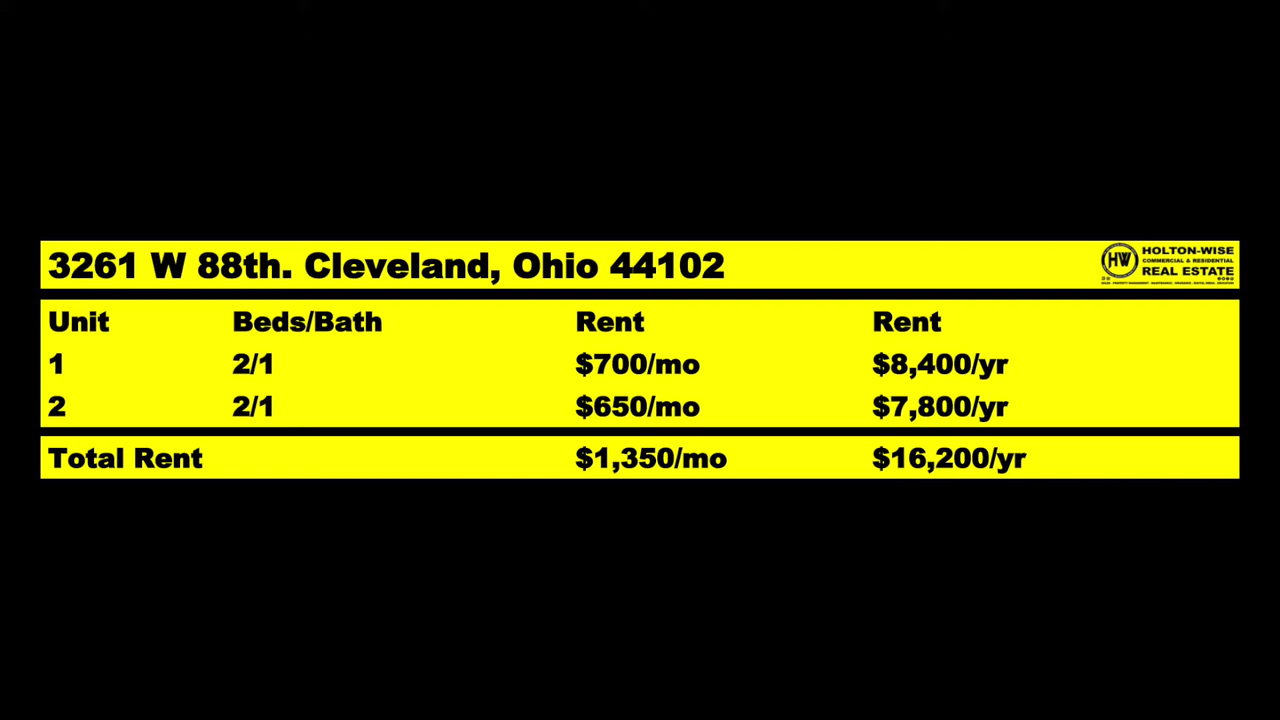 3261 W 88th. Cleveland, Ohio 44102
HOLTON-WISE
COMMERCIAL & RESIDENTIAL
REAL ESTATE
HW
Unit Beds/Bath Rent Rent
1 2/1 $700/mo $8,400/yr
2 2/1 $650/mo $7,800/yr
Total Rent $1,350/mo $16,200/yr